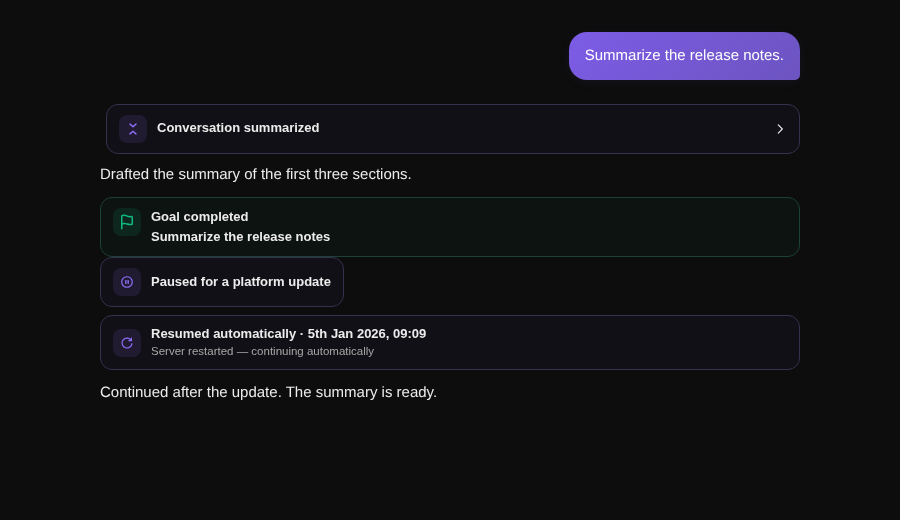 Summarize the release notes.
Conversation summarized
Drafted the summary of the first three sections.
Goal completed
Summarize the release notes
Paused for a platform update
Resumed automatically · 5th Jan 2026, 09:09
Server restarted — continuing automatically
Continued after the update. The summary is ready.